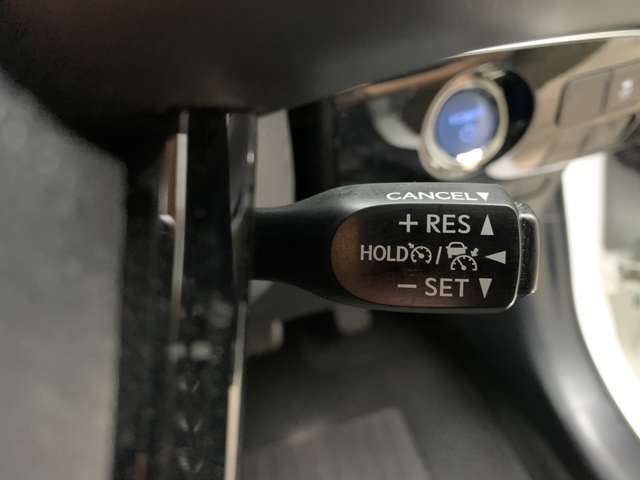 CANCEL▼
+ RES ▲
HOLD / ◄
− SET ▼